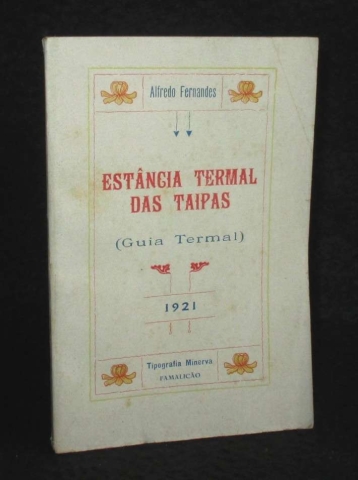 Alfredo Fernandes
ESTÂNCIA TERMAL
DAS TAIPAS
(Guia Termal)
1921
Tipografia Minerva
FAMALICÃO